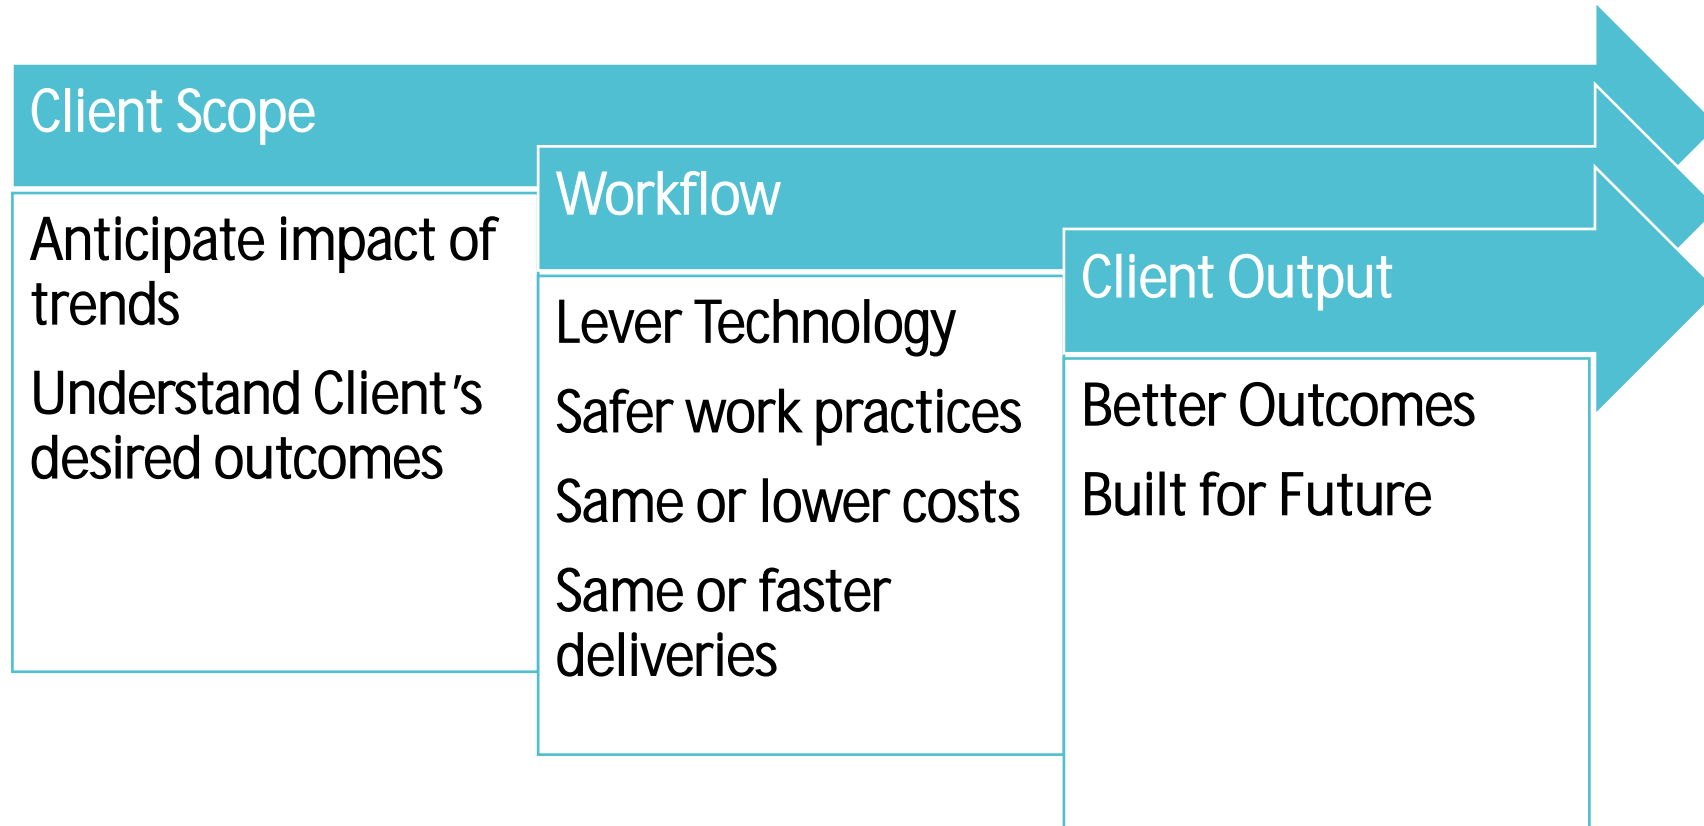 Client Scope
Anticipate impact of
trends
Understand Client's
desired outcomes
Workflow
Lever Technology
Safer work practices
Same or lower costs
Same or faster
deliveries
Client Output
Better Outcomes
Built for Future